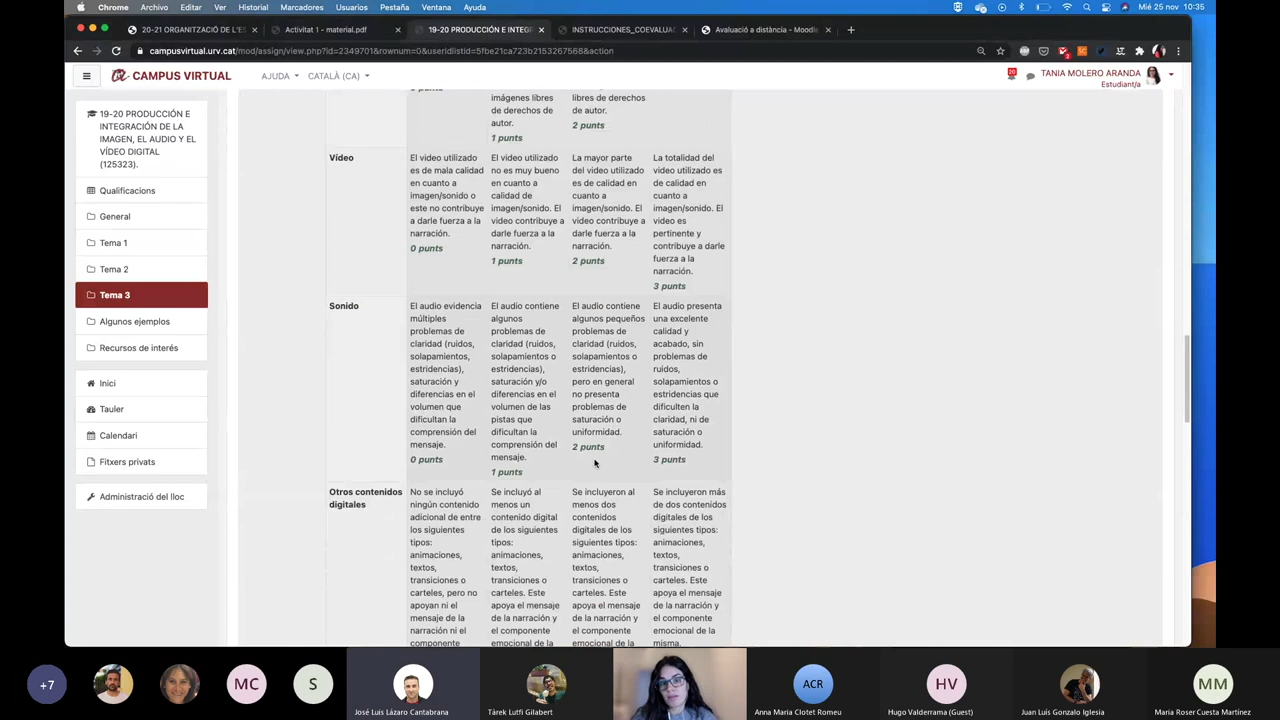 Chrome Archivo Editar Ver Historial Marcadores Usuarios Pestaña Ventana Ayuda
Mié 25 nov 10:35
20-21 ORGANITZACIÓ DE L'ES
Activitat 1 - material.pdf
19-20 PRODUCCIÓN E INTEGR
INSTRUCCIONES_COEVALUAC
Avaluació a distància - Moodle
campusvirtual.urv.cat/mod/assign/view.php?id=2349701&rownum=0&useridlistid=5fbe21ca723b2153267568&action
CAMPUS VIRTUAL
AJUDA
CATALÀ (CA)
TANIA MOLERO ARANDA
Estudiant/a
19-20 PRODUCCIÓN E
INTEGRACIÓN DE LA
IMAGEN, EL AUDIO Y EL
VÍDEO DIGITAL
(125323).
Qualificacions
General
Tema 1
Tema 2
Tema 3
Algunos ejemplos
Recursos de interés
Inici
Tauler
Calendari
Fitxers privats
Administració del lloc
imágenes libres
de derechos de
autor.
1 punts
libres de derechos
de autor.
2 punts
Vídeo
El video utilizado
es de mala calidad
en cuanto a
imagen/sonido o
este no contribuye
a darle fuerza a la
narración.
0 punts
El video utilizado
no es muy bueno
en cuanto a
calidad de
imagen/sonido. El
video contribuye a
darle fuerza a la
narración.
1 punts
La mayor parte
del video utilizado
es de calidad en
cuanto a
imagen/sonido. El
video contribuye a
darle fuerza a la
narración.
2 punts
La totalidad del
video utilizado es
de calidad en
cuanto a
imagen/sonido. El
video es
pertinente y
contribuye a darle
fuerza a la
narración.
3 punts
Sonido
El audio evidencia
múltiples
problemas de
claridad (ruidos,
solapamientos,
estridencias),
saturación y
diferencias en el
volumen que
dificultan la
comprensión del
mensaje.
0 punts
El audio contiene
algunos
problemas de
claridad (ruidos,
solapamientos o
estridencias),
saturación y/o
diferencias en el
volumen de las
pistas que
dificultan la
comprensión del
mensaje.
1 punts
El audio contiene
algunos pequeños
problemas de
claridad (ruidos,
solapamientos o
estridencias),
pero en general
no presenta
problemas de
saturación o
uniformidad.
2 punts
El audio presenta
una excelente
calidad y
acabado, sin
problemas de
ruidos,
solapamientos o
estridencias que
dificulten la
claridad, ni de
saturación o
uniformidad.
3 punts
Otros contenidos
digitales
No se incluyó
ningún contenido
adicional de entre
los siguientes
tipos:
animaciones,
textos,
transiciones o
carteles, pero no
apoyan ni el
mensaje de la
narración ni el
componente
Se incluyó al
menos un
contenido digital
de los siguientes
tipos:
animaciones,
textos,
transiciones o
carteles. Este
apoya el mensaje
de la narración y
el componente
emocional de la
Se incluyeron al
menos dos
contenidos
digitales de los
siguientes tipos:
animaciones,
textos,
transiciones o
carteles. Este
apoya el mensaje
de la narración y
el componente
emocional de la
Se incluyeron más
de dos contenidos
digitales de los
siguientes tipos:
animaciones,
textos,
transiciones o
carteles. Este
apoya el mensaje
de la narración y
el componente
emocional de la
misma.
+7
MC
S
José Luis Lázaro Cantabrana
Tàrek Lutfi Gilabert
ACR
Anna Maria Clotet Romeu
HV
Hugo Valderrama (Guest)
Juan Luis Gonzalo Iglesia
MM
María Roser Cuesta Martínez